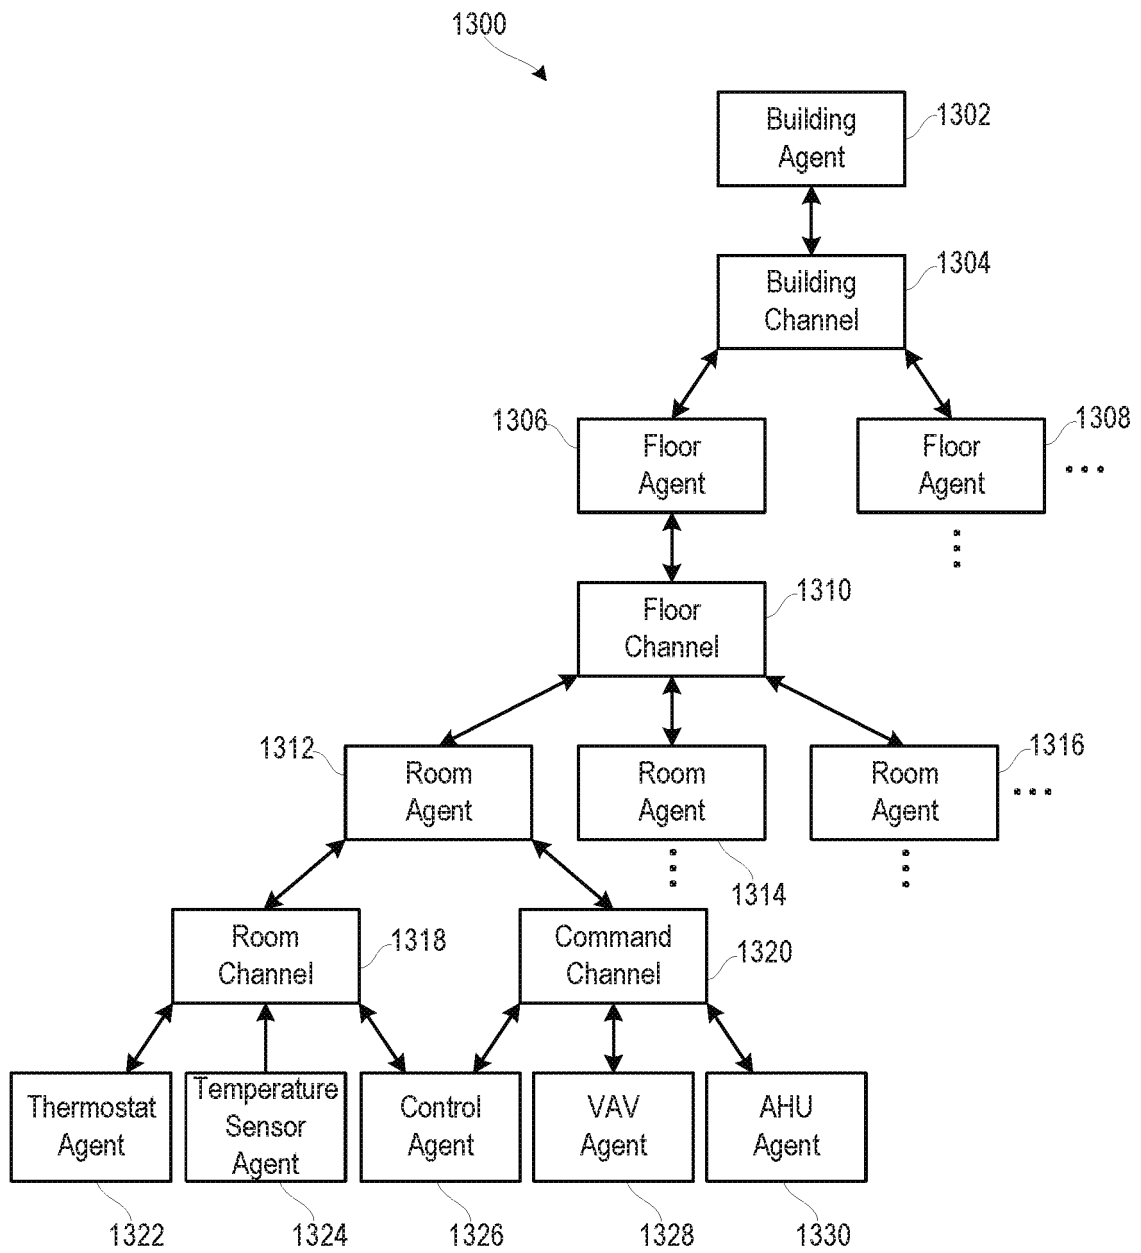 1300
Building
Agent
1302
Building
Channel
1304
1306
Floor
Agent
Floor
Agent
1308
Floor
Channel
1310
1312
Room
Agent
Room
Agent
1314
Room
Agent
1316
Room
Channel
1318
Command
Channel
1320
Thermostat
Agent
Temperature
Sensor
Agent
Control
Agent
VAV
Agent
AHU
Agent
1322
1324
1326
1328
1330